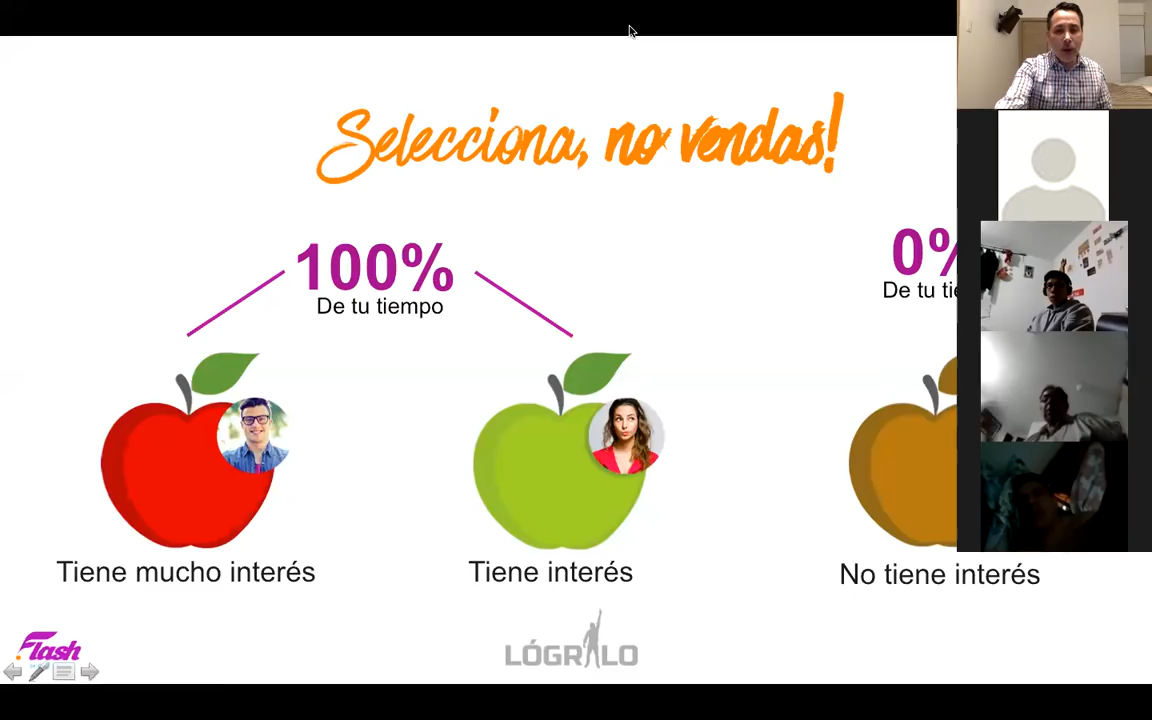 Selecciona, no vendas!
100%
De tu tiempo
0%
De tu tie
Tiene mucho interés
Tiene interés
No tiene interés
Flash
LÓGRALO